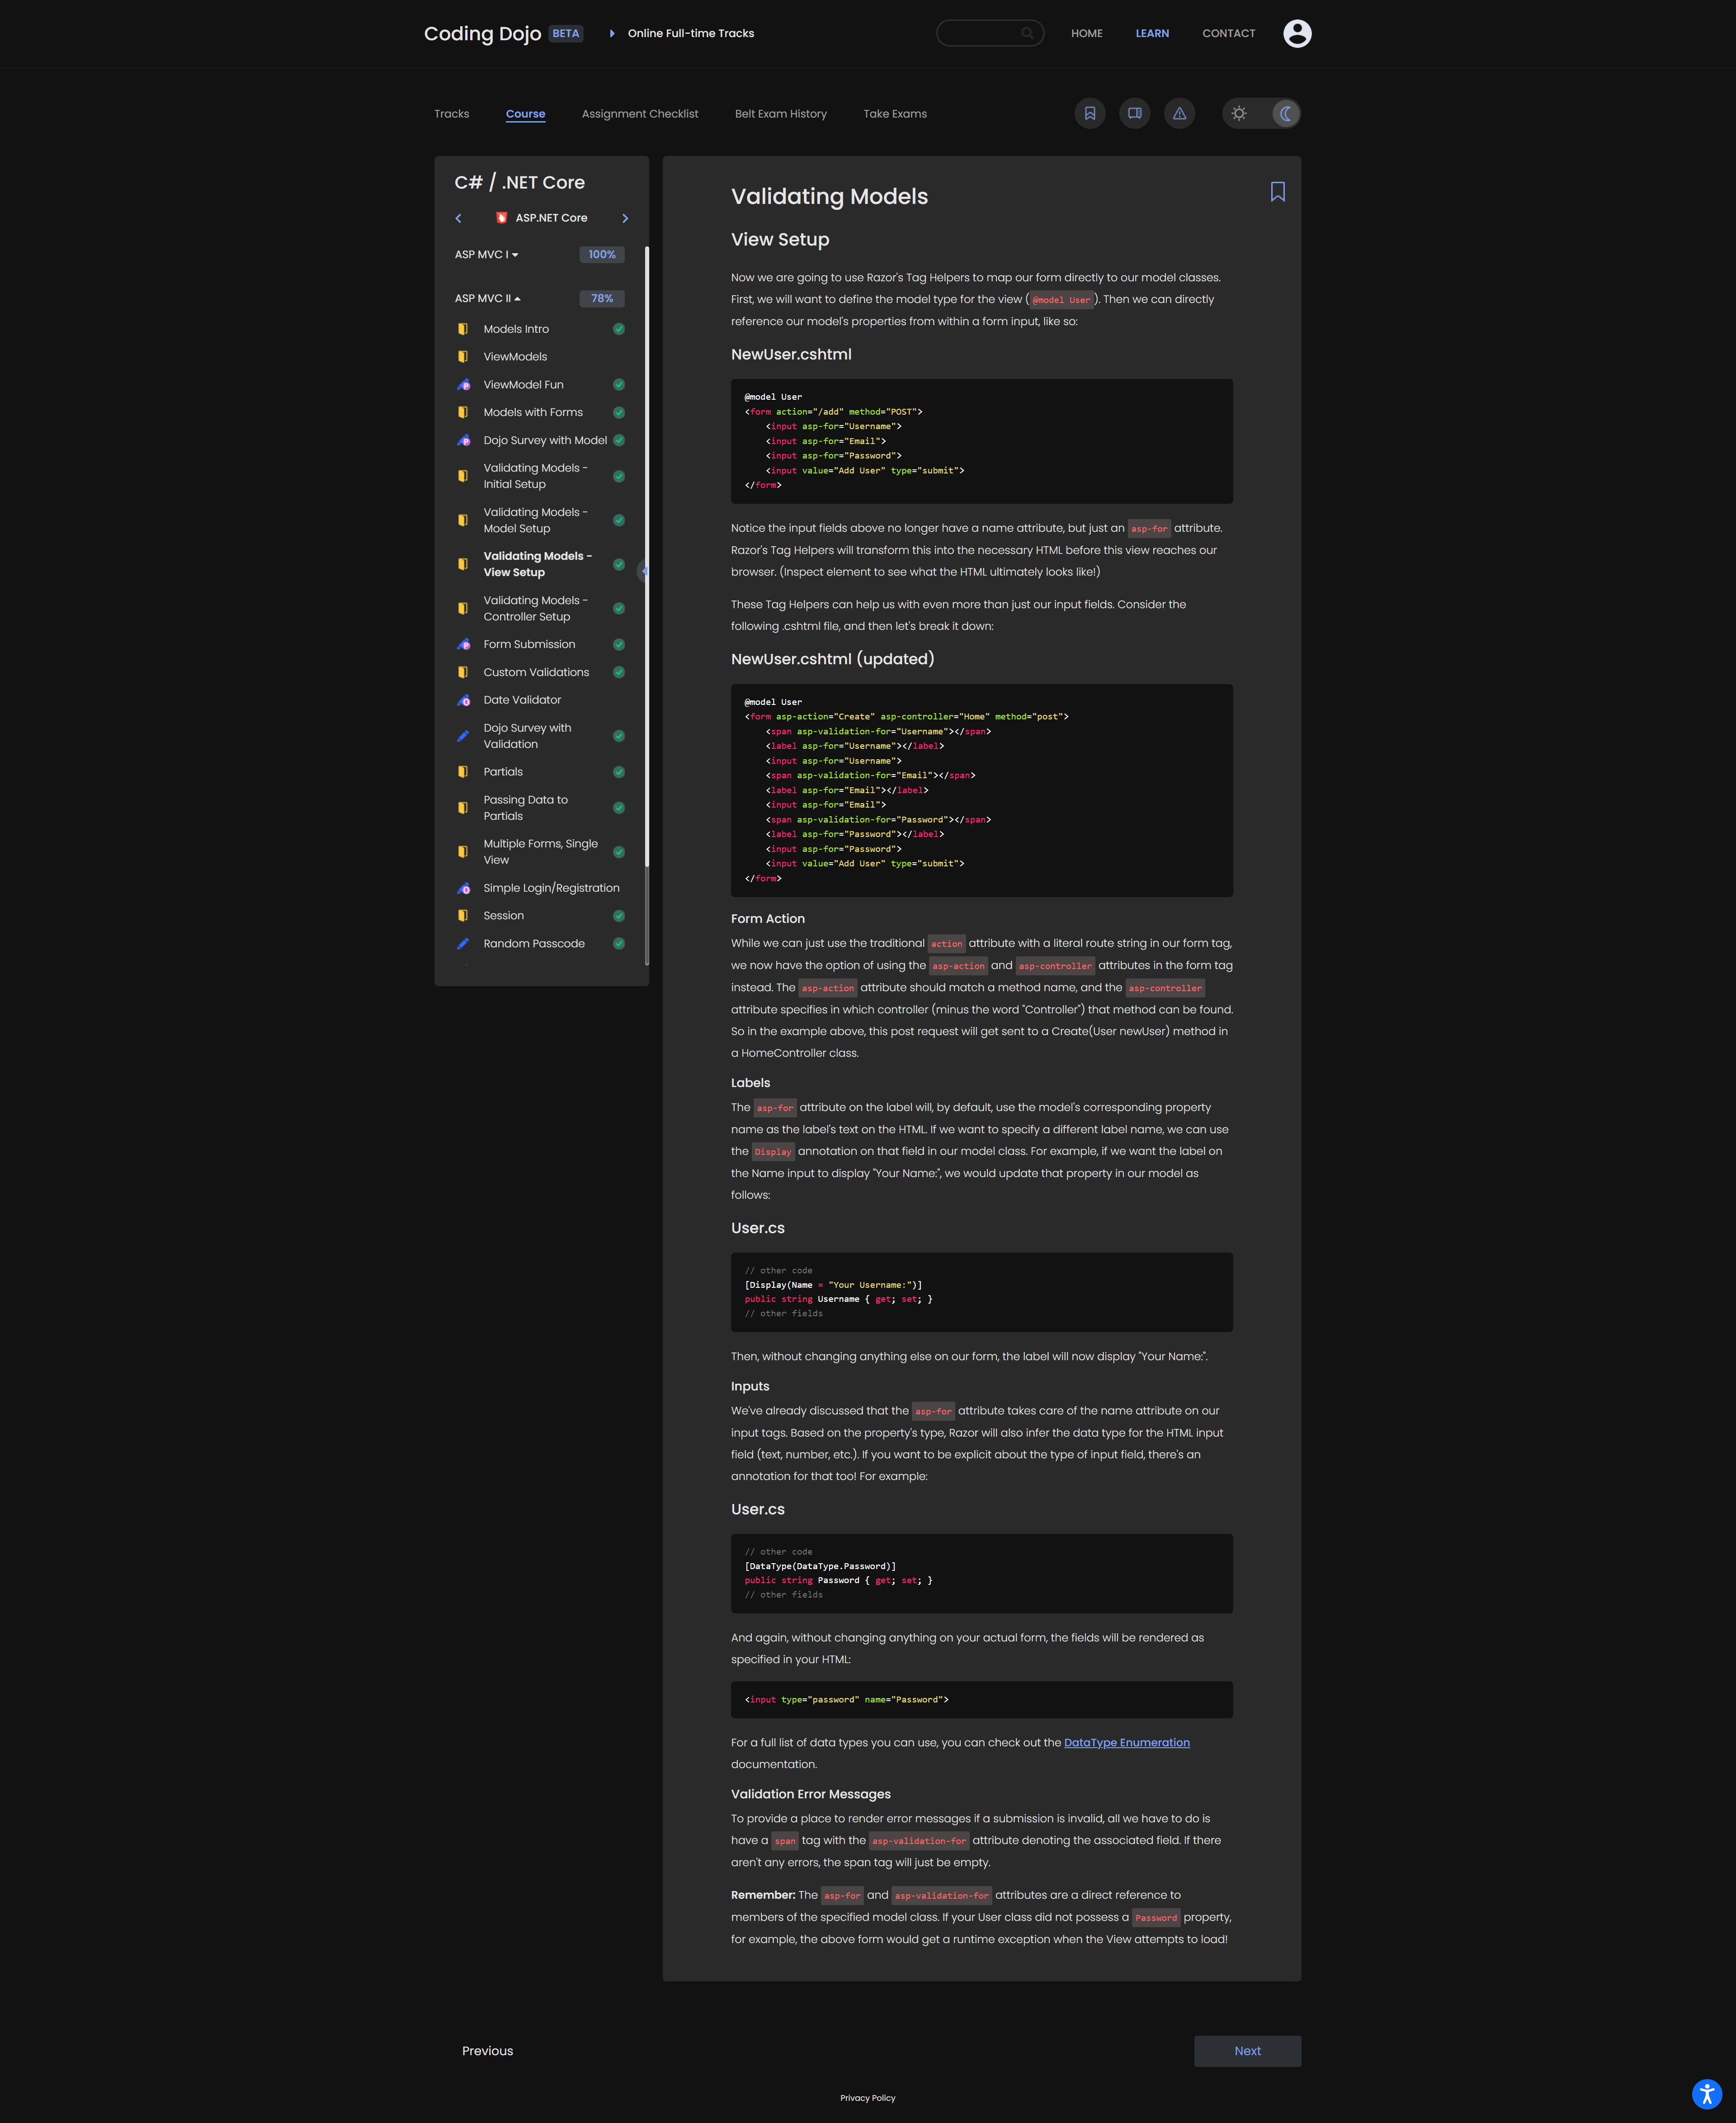 Coding Dojo BETA
Online Full-time Tracks
HOME
LEARN
CONTACT
Tracks
Course
Assignment Checklist
Belt Exam History
Take Exams
C# / .NET Core
ASP.NET Core
ASP MVC I
100%
ASP MVC II
78%
Models Intro
ViewModels
ViewModel Fun
Models with Forms
Dojo Survey with Model
Validating Models -
Initial Setup
Validating Models -
Model Setup
Validating Models -
View Setup
Validating Models -
Controller Setup
Form Submission
Custom Validations
Date Validator
Dojo Survey with
Validation
Partials
Passing Data to
Partials
Multiple Forms, Single
View
Simple Login/Registration
Session
Random Passcode
Validating Models
View Setup
Now we are going to use Razor's Tag Helpers to map our form directly to our model classes.
First, we will want to define the model type for the view ( @model User ). Then we can directly
reference our model's properties from within a form input, like so:
NewUser.cshtml
@model User
<form action="/add" method="POST">
    <input asp-for="Username">
    <input asp-for="Email">
    <input asp-for="Password">
    <input value="Add User" type="submit">
</form>
Notice the input fields above no longer have a name attribute, but just an asp-for attribute.
Razor's Tag Helpers will transform this into the necessary HTML before this view reaches our
browser. (Inspect element to see what the HTML ultimately looks like!)
These Tag Helpers can help us with even more than just our input fields. Consider the
following .cshtml file, and then let's break it down:
NewUser.cshtml (updated)
@model User
<form asp-action="Create" asp-controller="Home" method="post">
    <span asp-validation-for="Username"></span>
    <label asp-for="Username"></label>
    <input asp-for="Username">
    <span asp-validation-for="Email"></span>
    <label asp-for="Email"></label>
    <input asp-for="Email">
    <span asp-validation-for="Password"></span>
    <label asp-for="Password"></label>
    <input asp-for="Password">
    <input value="Add User" type="submit">
</form>
Form Action
While we can just use the traditional action attribute with a literal route string in our form tag,
we now have the option of using the asp-action and asp-controller attributes in the form tag
instead. The asp-action attribute should match a method name, and the asp-controller
attribute specifies in which controller (minus the word "Controller") that method can be found.
So in the example above, this post request will get sent to a Create(User newUser) method in
a HomeController class.
Labels
The asp-for attribute on the label will, by default, use the model's corresponding property
name as the label's text on the HTML. If we want to specify a different label name, we can use
the Display annotation on that field in our model class. For example, if we want the label on
the Name input to display "Your Name:", we would update that property in our model as
follows:
User.cs
// other code
[Display(Name = "Your Username:")]
public string Username { get; set; }
// other fields
Then, without changing anything else on our form, the label will now display "Your Name:".
Inputs
We've already discussed that the asp-for attribute takes care of the name attribute on our
input tags. Based on the property's type, Razor will also infer the data type for the HTML input
field (text, number, etc.). If you want to be explicit about the type of input field, there's an
annotation for that too! For example:
User.cs
// other code
[DataType(DataType.Password)]
public string Password { get; set; }
// other fields
And again, without changing anything on your actual form, the fields will be rendered as
specified in your HTML:
<input type="password" name="Password">
For a full list of data types you can use, you can check out the DataType Enumeration
documentation.
Validation Error Messages
To provide a place to render error messages if a submission is invalid, all we have to do is
have a span tag with the asp-validation-for attribute denoting the associated field. If there
aren't any errors, the span tag will just be empty.
Remember: The asp-for and asp-validation-for attributes are a direct reference to
members of the specified model class. If your User class did not possess a Password property,
for example, the above form would get a runtime exception when the View attempts to load!
Previous
Next
Privacy Policy